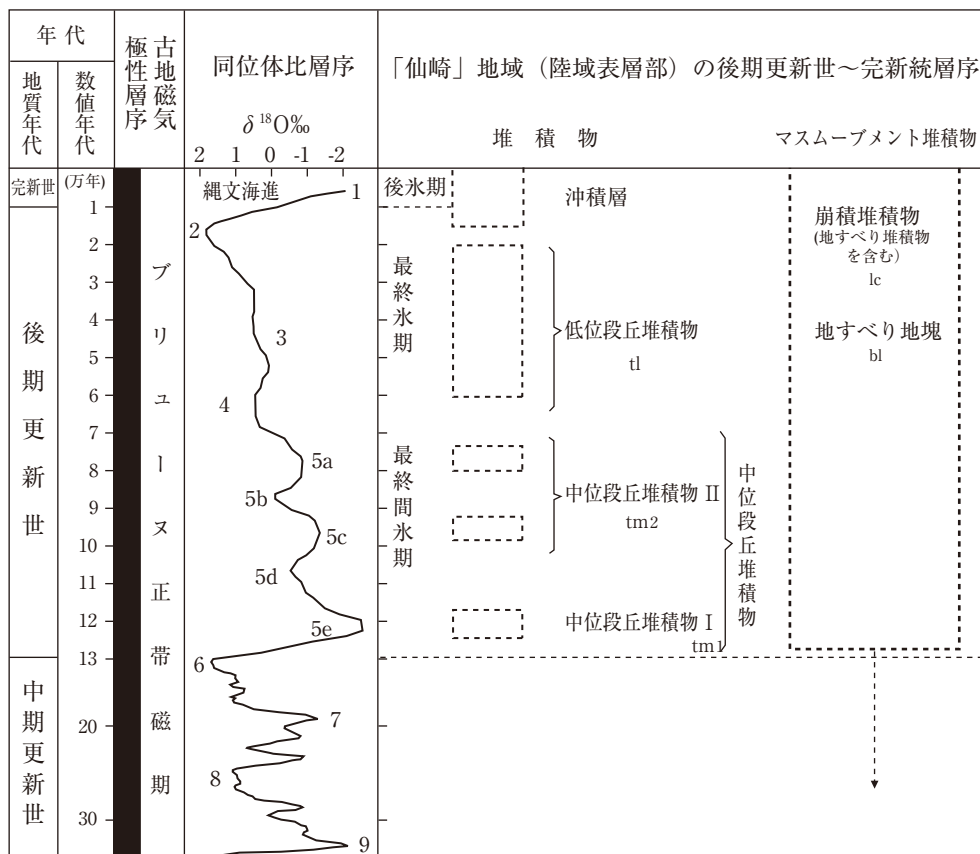 年代
地質年代
数値年代
古地磁気
極性層序
同位体比層序
δ ¹⁸O‰
2 1 0 -1 -2
「仙崎」地域（陸域表層部）の後期更新世～完新統層序
堆積物
マスムーブメント堆積物
完新世
後期更新世
中期更新世
(万年)
1
2
3
4
5
6
7
8
9
10
11
12
13
20
30
ブリューヌ正帯磁期
縄文海進
1
2
3
4
5a
5b
5c
5d
5e
6
7
8
9
後氷期
最終氷期
最終間氷期
沖積層
低位段丘堆積物
tl
中位段丘堆積物 II
tm2
中位段丘堆積物 I
tm1
中位段丘堆積物
崩積堆積物
(地すべり堆積物
を含む）
lc
地すべり地塊
bl